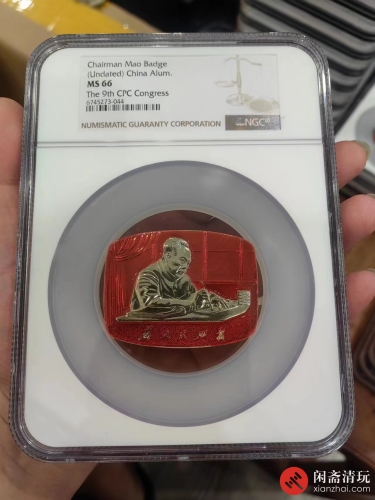 Chairman Mao Badge
(Undated) China Alum.
MS 66
The 9th CPC Congress
6745273-044
NUMISMATIC GUARANTY CORPORATION
NGC
闲斋清玩
xianzhai.com